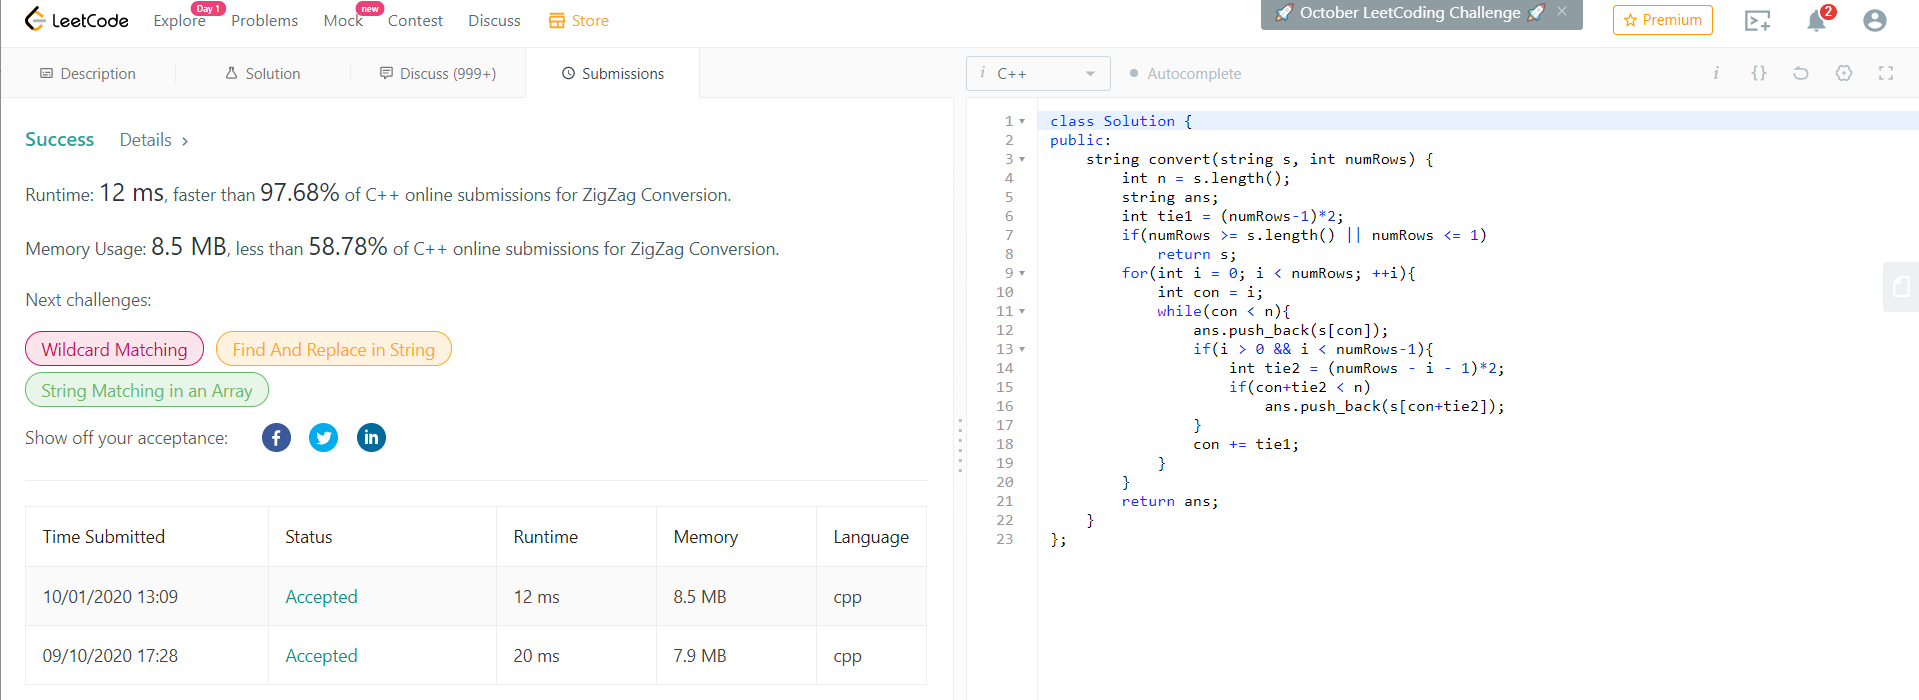 LeetCode
Explore
Day 1
Problems
Mock
new
Contest
Discuss
Store
🚀 October LeetCoding Challenge 🚀 ×
Premium
2
Description
Solution
Discuss (999+)
Submissions
i C++
Autocomplete
i {}
Success Details >
Runtime: 12 ms, faster than 97.68% of C++ online submissions for ZigZag Conversion.
Memory Usage: 8.5 MB, less than 58.78% of C++ online submissions for ZigZag Conversion.
Next challenges:
Wildcard Matching
Find And Replace in String
String Matching in an Array
Show off your acceptance:
Time Submitted Status Runtime Memory Language
10/01/2020 13:09 Accepted 12 ms 8.5 MB cpp
09/10/2020 17:28 Accepted 20 ms 7.9 MB cpp
1 class Solution {
2 public:
3     string convert(string s, int numRows) {
4         int n = s.length();
5         string ans;
6         int tie1 = (numRows-1)*2;
7         if(numRows >= s.length() || numRows <= 1)
8             return s;
9         for(int i = 0; i < numRows; ++i){
10             int con = i;
11             while(con < n){
12                 ans.push_back(s[con]);
13                 if(i > 0 && i < numRows-1){
14                     int tie2 = (numRows - i - 1)*2;
15                     if(con+tie2 < n)
16                         ans.push_back(s[con+tie2]);
17                 }
18                 con += tie1;
19             }
20         }
21         return ans;
22     }
23 };